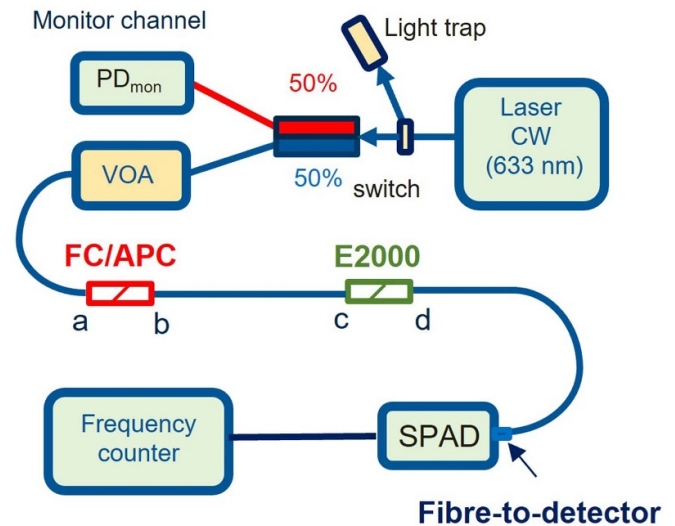 Monitor channel
Light trap
PDmon
50%
Laser
CW
(633 nm)
VOA
50%
switch
FC/APC
E2000
a
b
c
d
Frequency
counter
SPAD
Fibre-to-detector